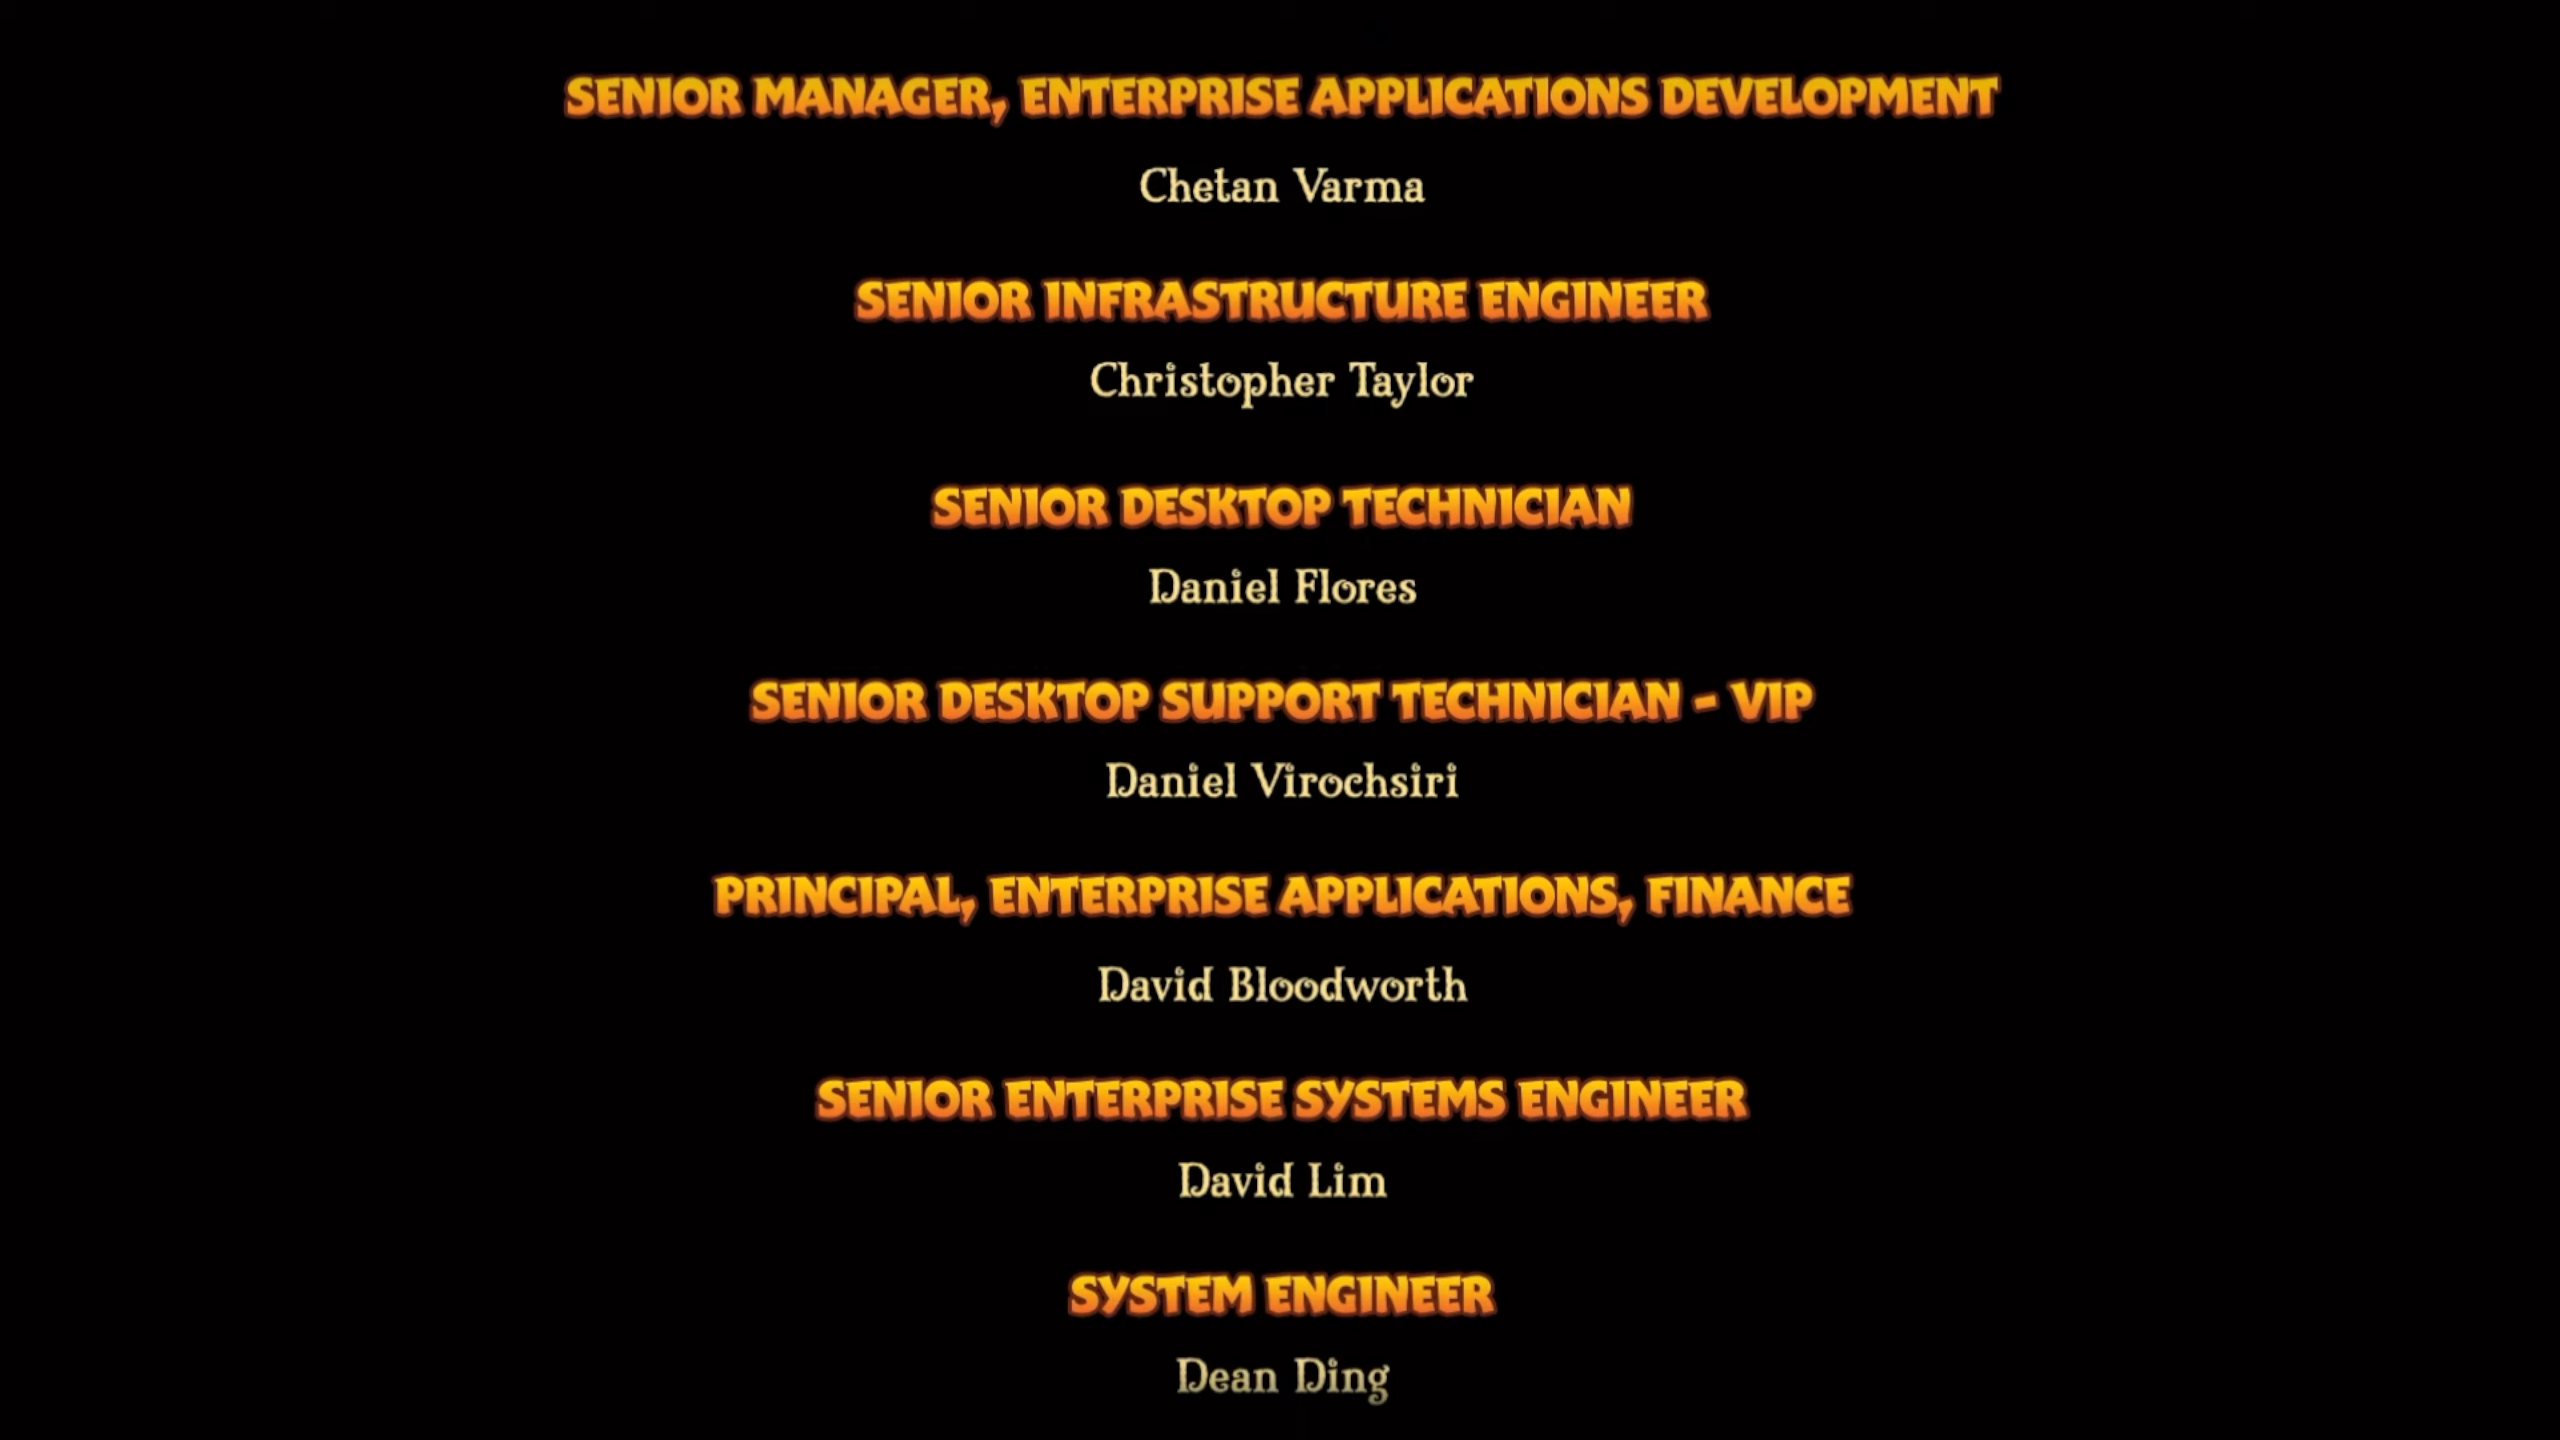 SENIOR MANAGER, ENTERPRISE APPLICATIONS DEVELOPMENT
Chetan Varma
SENIOR INFRASTRUCTURE ENGINEER
Christopher Taylor
SENIOR DESKTOP TECHNICIAN
Daniel Flores
SENIOR DESKTOP SUPPORT TECHNICIAN - VIP
Daniel Virochsiri
PRINCIPAL, ENTERPRISE APPLICATIONS, FINANCE
David Bloodworth
SENIOR ENTERPRISE SYSTEMS ENGINEER
David Lim
SYSTEM ENGINEER
Dean Ding